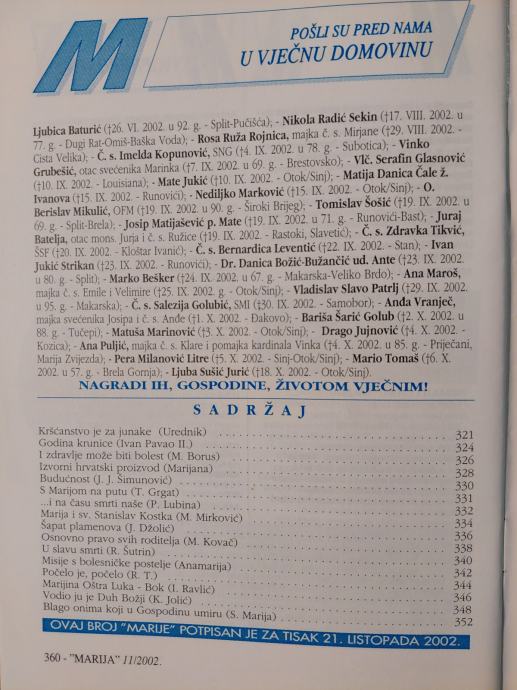 M
POŠLI SU PRED NAMA
U VJEČNU DOMOVINU
Ljubica Baturić (†26. VI. 2002. u 92. g. - Split-Pučišća); - Nikola Radić Sekin (†17. VIII. 2002. u
77. g. - Dugi Rat-Omiš-Baška Voda); - Rosa Ruža Rojnica, majka č. s. Mirjane (†29. VIII. 2002. -
Cista Velika); - Č. s. Imelda Kopunović, SNG (†4. IX. 2002. u 78. g. - Subotica); - Vinko
Grubešić, otac svećenika Marinka (†7. IX. 2002. u 69. g. - Brestovsko); - Vlč. Serafin Glasnović
(†10. IX. 2002. - Louisiana); - Mate Jukić (†10. IX. 2002. - Otok/Sinj); - Matija Danica Čale ž.
Ivanova (†15. IX. 2002. - Runovići); - Nediljko Marković (†15. IX. 2002. - Otok/Sinj); - O.
Berislav Mikulić, OFM (†19. IX. 2002. u 90. g. - Široki Brijeg); - Tomislav Šošić (†19. IX. 2002. u
69. g. - Split-Brela); - Josip Matijašević p. Mate (†19. IX. 2002. u 71. g. - Runovići-Bast); - Juraj
Batelja, otac mons. Jurja i č. s. Ružice (†19. IX. 2002. - Rastoki, Slavetić); - Č. s. Zdravka Tikvić,
ŠSF (†20. IX. 2002. - Kloštar Ivanić); - Č. s. Bernardica Leventić (†22. IX. 2002. - Stan); - Ivan
Jukić Strikan (†23. IX. 2002. - Runovići); - Dr. Danica Božić-Bužančić ud. Ante (†23. IX. 2002.
u 80. g. - Split); - Marko Bešker (†24. IX. 2002. u 67. g. - Makarska-Veliko Brdo); - Ana Maroš,
majka č. s. Emile i Velimire (†25. IX. 2002. g. - Otok/Sinj); - Vladislav Slavo Patrlj (†29. IX. 2002.
u 95. g. - Makarska); - Č. s. Salezija Golubić, SMI (†30. IX. 2002. - Samobor); - Anđa Vranješ,
majka svećenika Josipa i č. s. Anđe (†1. X. 2002. - Đakovo); - Bariša Šarić Golub (†2. X. 2002. u
88. g. - Tučepi); - Matuša Marinović (†3. X. 2002. - Otok/Sinj); - Drago Jujnović (†4. X. 2002. -
Kozica); - Ana Puljić, majka č. s. Klare i pomajka kardinala Vinka (†4. X. 2002. u 85. g. - Priječani,
Marija Zvijezda); - Pera Milanović Litre (†5. X. 2002. - Sinj-Otok/Sinj); - Mario Tomaš (†6. X.
2002. u 57. g. - Brela Gornja); - Ljuba Sušić Jurić (†18. X. 2002. - Otok/Sinj).
NAGRADI IH, GOSPODINE, ŽIVOTOM VJEČNIM!
SADRŽAJ
Kršćanstvo je za junake (Urednik) 321
Godina krunice (Ivan Pavao II.) 324
I zdravlje može biti bolest (M. Borus) 326
Izvorni hrvatski proizvod (Marijana) 328
Budućnost (J. J. Šimunović) 330
S Marijom na putu (T. Grgat) 331
...i na času smrti naše (P. Lubina) 332
Marija i sv. Stanislav Kostka (M. Mirković) 334
Šapat plamenova (J. Džolić) 336
Osnovno pravo svih roditelja (M. Kovač) 338
U slavu smrti (R. Šutrin) 340
Misije s bolesničke postelje (Anamarija) 342
Počelo je, počelo (R. T.) 344
Marijina Oštra Luka - Bok (I. Ravlić) 346
Vodio ju je Duh Božji (K. Jolić) 348
Blago onima koji u Gospodinu umiru (S. Marija) 352
OVAJ BROJ "MARIJE" POTPISAN JE ZA TISAK 21. LISTOPADA 2002.
360 - "MARIJA" 11/2002.